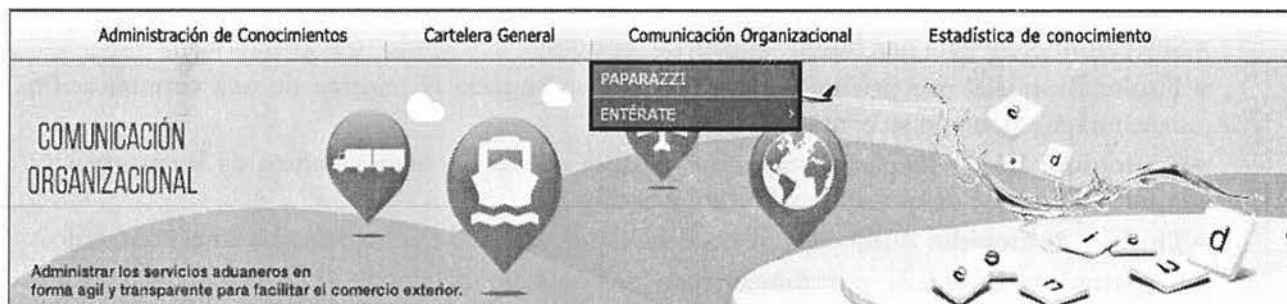 Administración de Conocimientos
Cartelera General
Comunicación Organizacional
Estadística de conocimiento
PAPARAZZI
ENTÉRATE
COMUNICACIÓN
ORGANIZACIONAL
Administrar los servicios aduaneros en
forma agil y transparente para facilitar el comercio exterior.